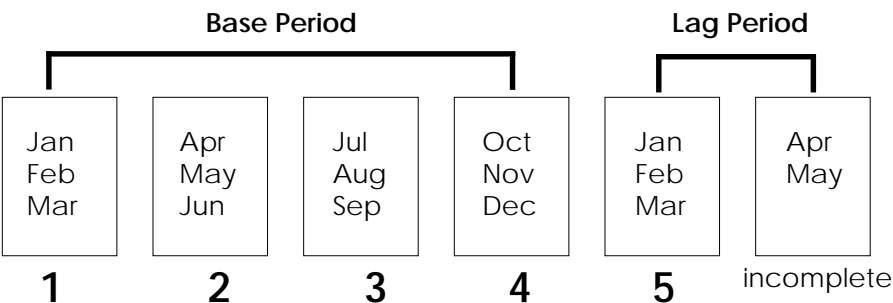 Base Period
Lag Period
Jan
Feb
Mar
Apr
May
Jun
Jul
Aug
Sep
Oct
Nov
Dec
Jan
Feb
Mar
Apr
May
1
2
3
4
5
incomplete